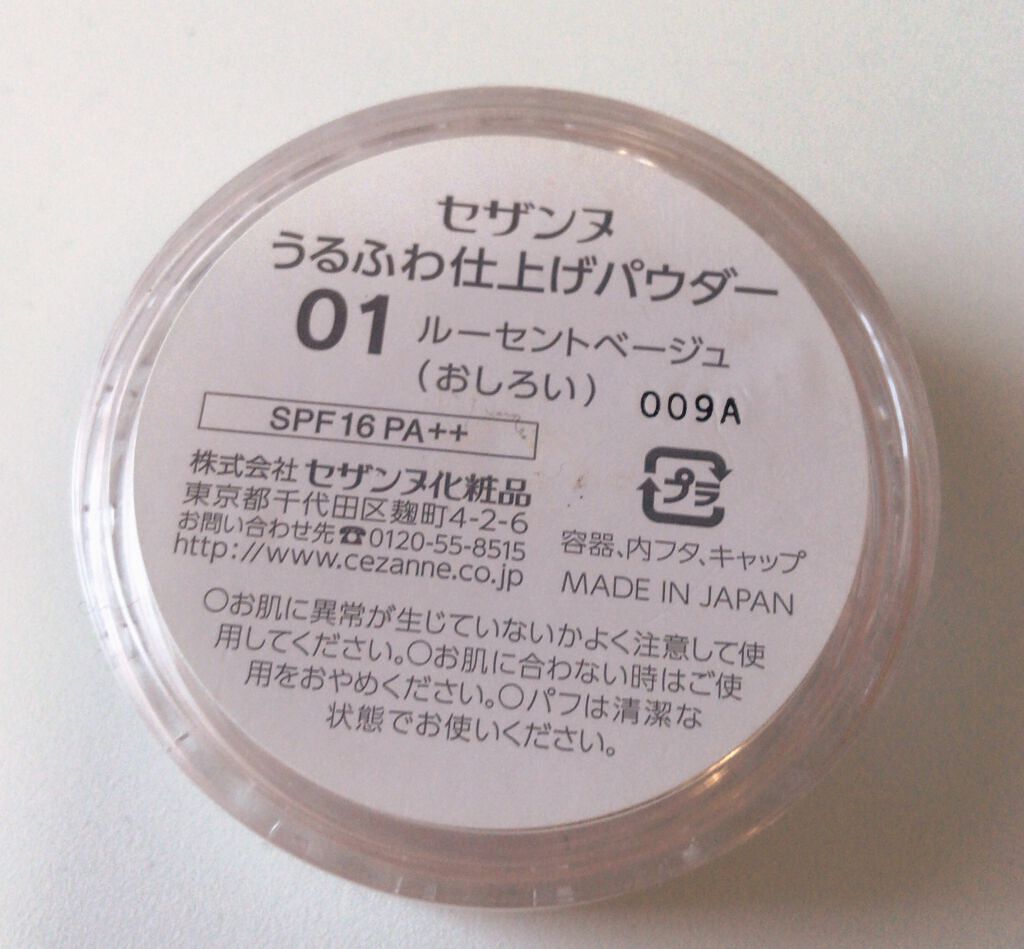 セザンヌ
うるふわ仕上げパウダー
01 ルーセントベージュ
(おしろい)
009A
SPF16 PA++
株式会社 セザンヌ化粧品
東京都千代田区麹町4-2-6
お問い合わせ先☎0120-55-8515
http://www.cezanne.co.jp
プラ
容器、内フタ、キャップ
MADE IN JAPAN
○お肌に異常が生じていないかよく注意して使
用してください。○お肌に合わない時はご使
用をおやめください。○パフは清潔な
状態でお使いください。